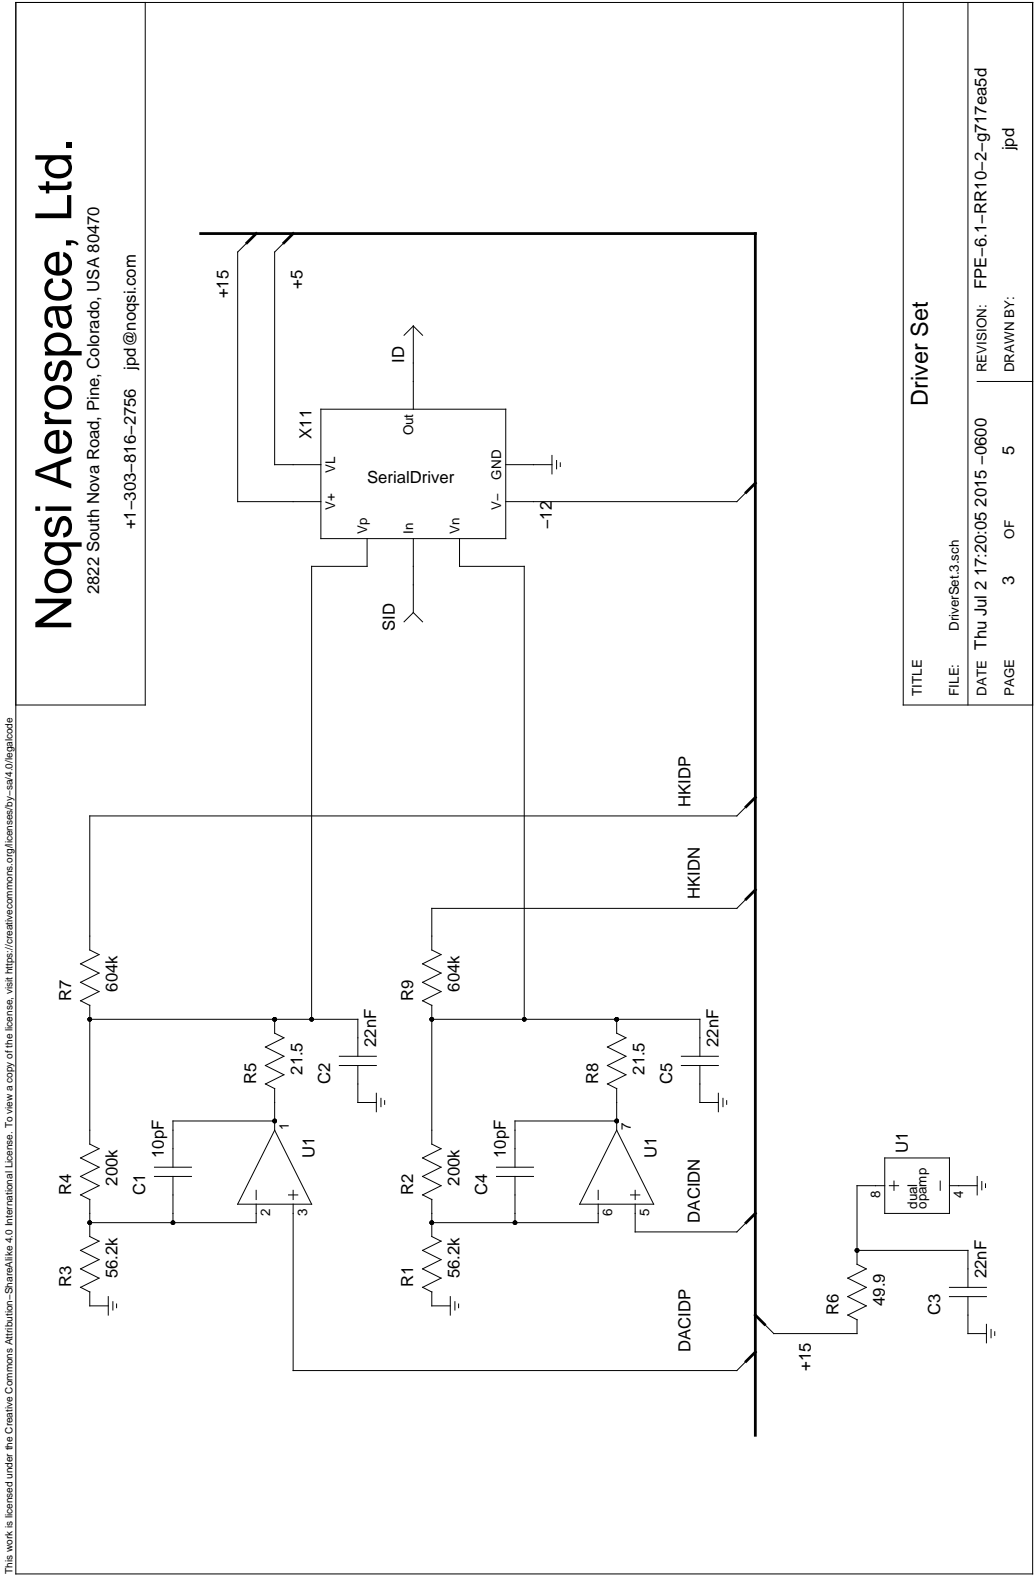 This work is licensed under the Creative Commons Attribution−ShareAlike 4.0 International License. To view a copy of the license, visit https://creativecommons.org/licenses/by−sa/4.0/legalcode
Noqsi Aerospace, Ltd.
2822 South Nova Road, Pine, Colorado, USA 80470
+1−303−816−2756 jpd@noqsi.com
R3
56.2k
R4
200k
R7
604k
C1
10pF
2
3
1
U1
R5
21.5
C2
22nF
R1
56.2k
R2
200k
R9
604k
C4
10pF
6
5
7
U1
R8
21.5
C5
22nF
DACIDP
DACIDN
HKIDN
HKIDP
+15
+5
X11
V+
VL
Vp
In
Vn
SerialDriver
Out
V−
GND
SID
ID
−12
+15
R6
49.9
C3
22nF
U1
8
4
dual
opamp
TITLE
Driver Set
FILE: DriverSet.3.sch
DATE Thu Jul 2 17:20:05 2015 −0600
REVISION: FPE−6.1−RR10−2−g717ea5d
PAGE 3 OF 5
DRAWN BY: jpd